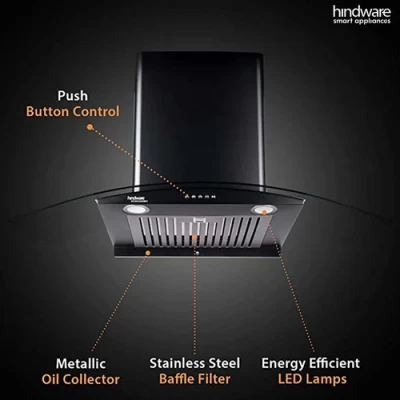 hindware
smart appliances
Push
Button Control
hindware
Metallic
Oil Collector
Stainless Steel
Baffle Filter
Energy Efficient
LED Lamps